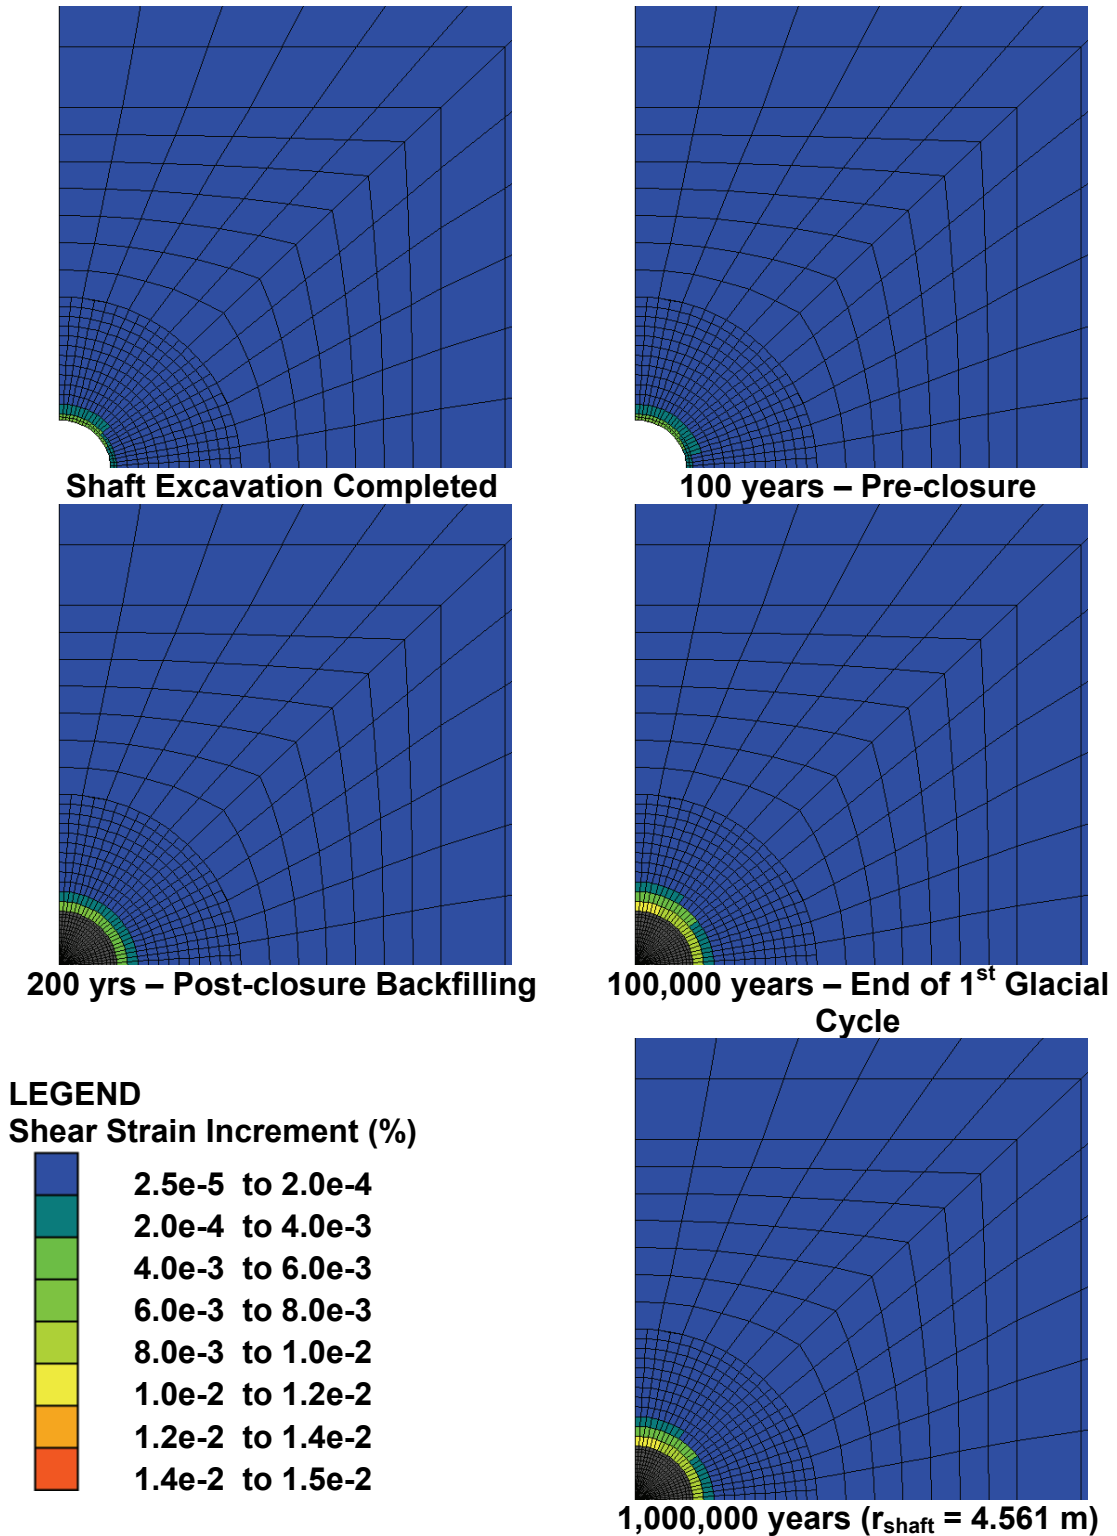 Shaft Excavation Completed
100 years – Pre-closure
200 yrs – Post-closure Backfilling
100,000 years – End of 1st Glacial
Cycle
LEGEND
Shear Strain Increment (%)
2.5e-5 to 2.0e-4
2.0e-4 to 4.0e-3
4.0e-3 to 6.0e-3
6.0e-3 to 8.0e-3
8.0e-3 to 1.0e-2
1.0e-2 to 1.2e-2
1.2e-2 to 1.4e-2
1.4e-2 to 1.5e-2
1,000,000 years (rshaft = 4.561 m)